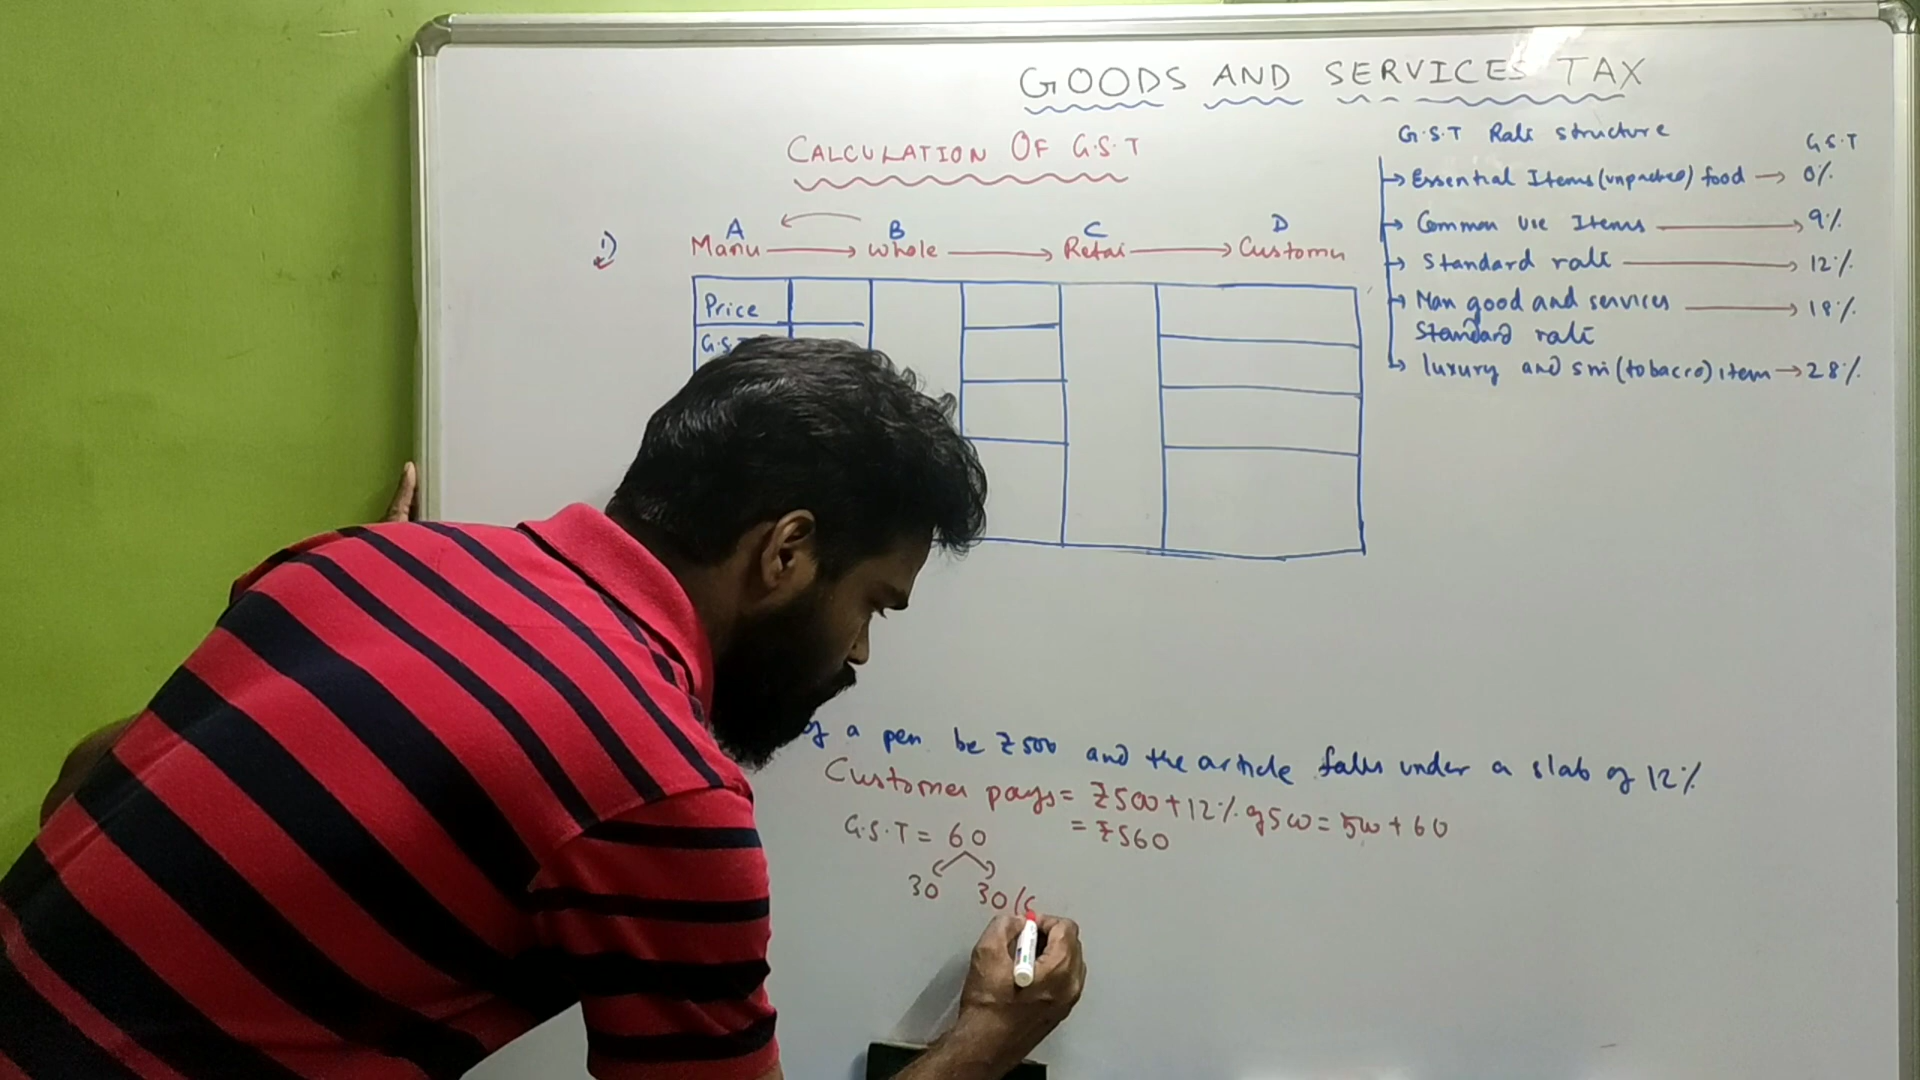 GOODS AND SERVICES TAX
CALCULATION OF G.S.T
G.S.T Rate structure
G.S.T
Essential Items (unpacked) food → 0%
Common Use Items → 9%
Standard rate → 12%
Man good and services → 18%
Standard rate
luxury and sin (tobacco) item → 28%
1)
A B C D
Manu → Whole → Retai → Customer
Price
G.S.T
of a pen be ₹500 and the article falls under a slab of 12%
Customer pays = ₹500 + 12% of 500 = 500 + 60
= ₹560
G.S.T = 60
30 30 (C